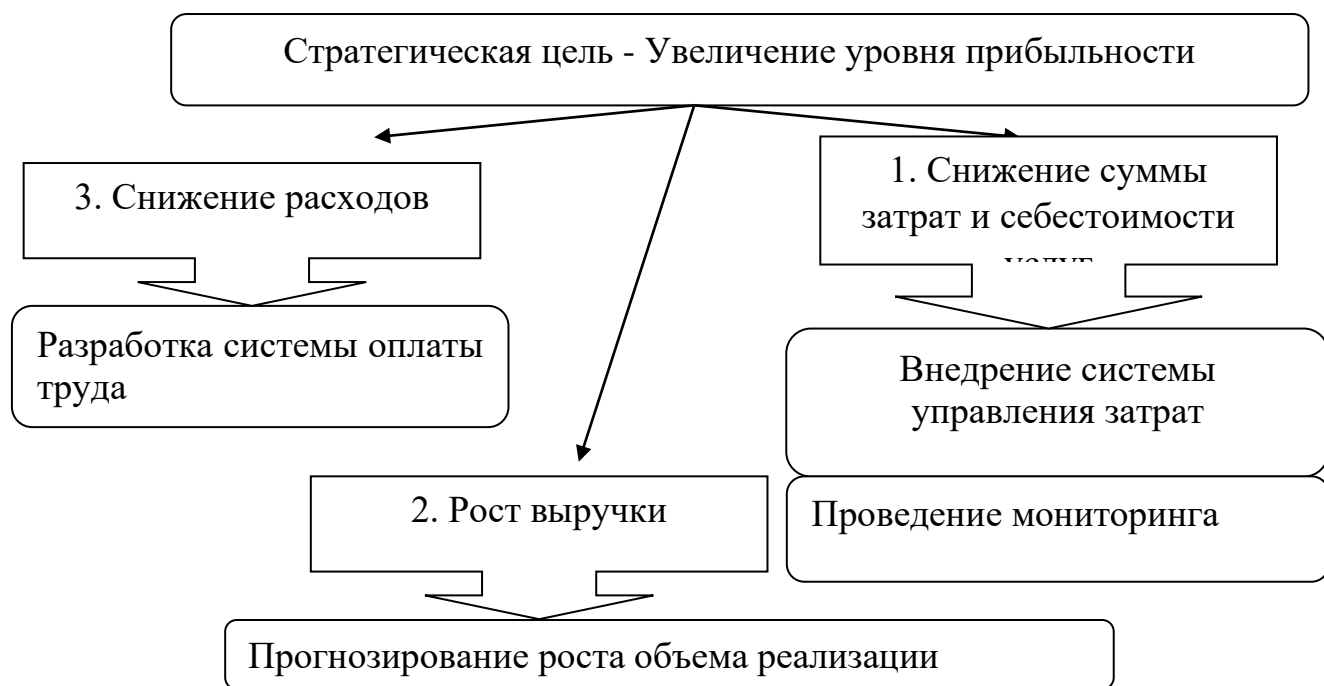 Стратегическая цель - Увеличение уровня прибыльности
3. Снижение расходов
Разработка системы оплаты
труда
1. Снижение суммы
затрат и себестоимости
услуг
Внедрение системы
управления затрат
Проведение мониторинга
2. Рост выручки
Прогнозирование роста объема реализации